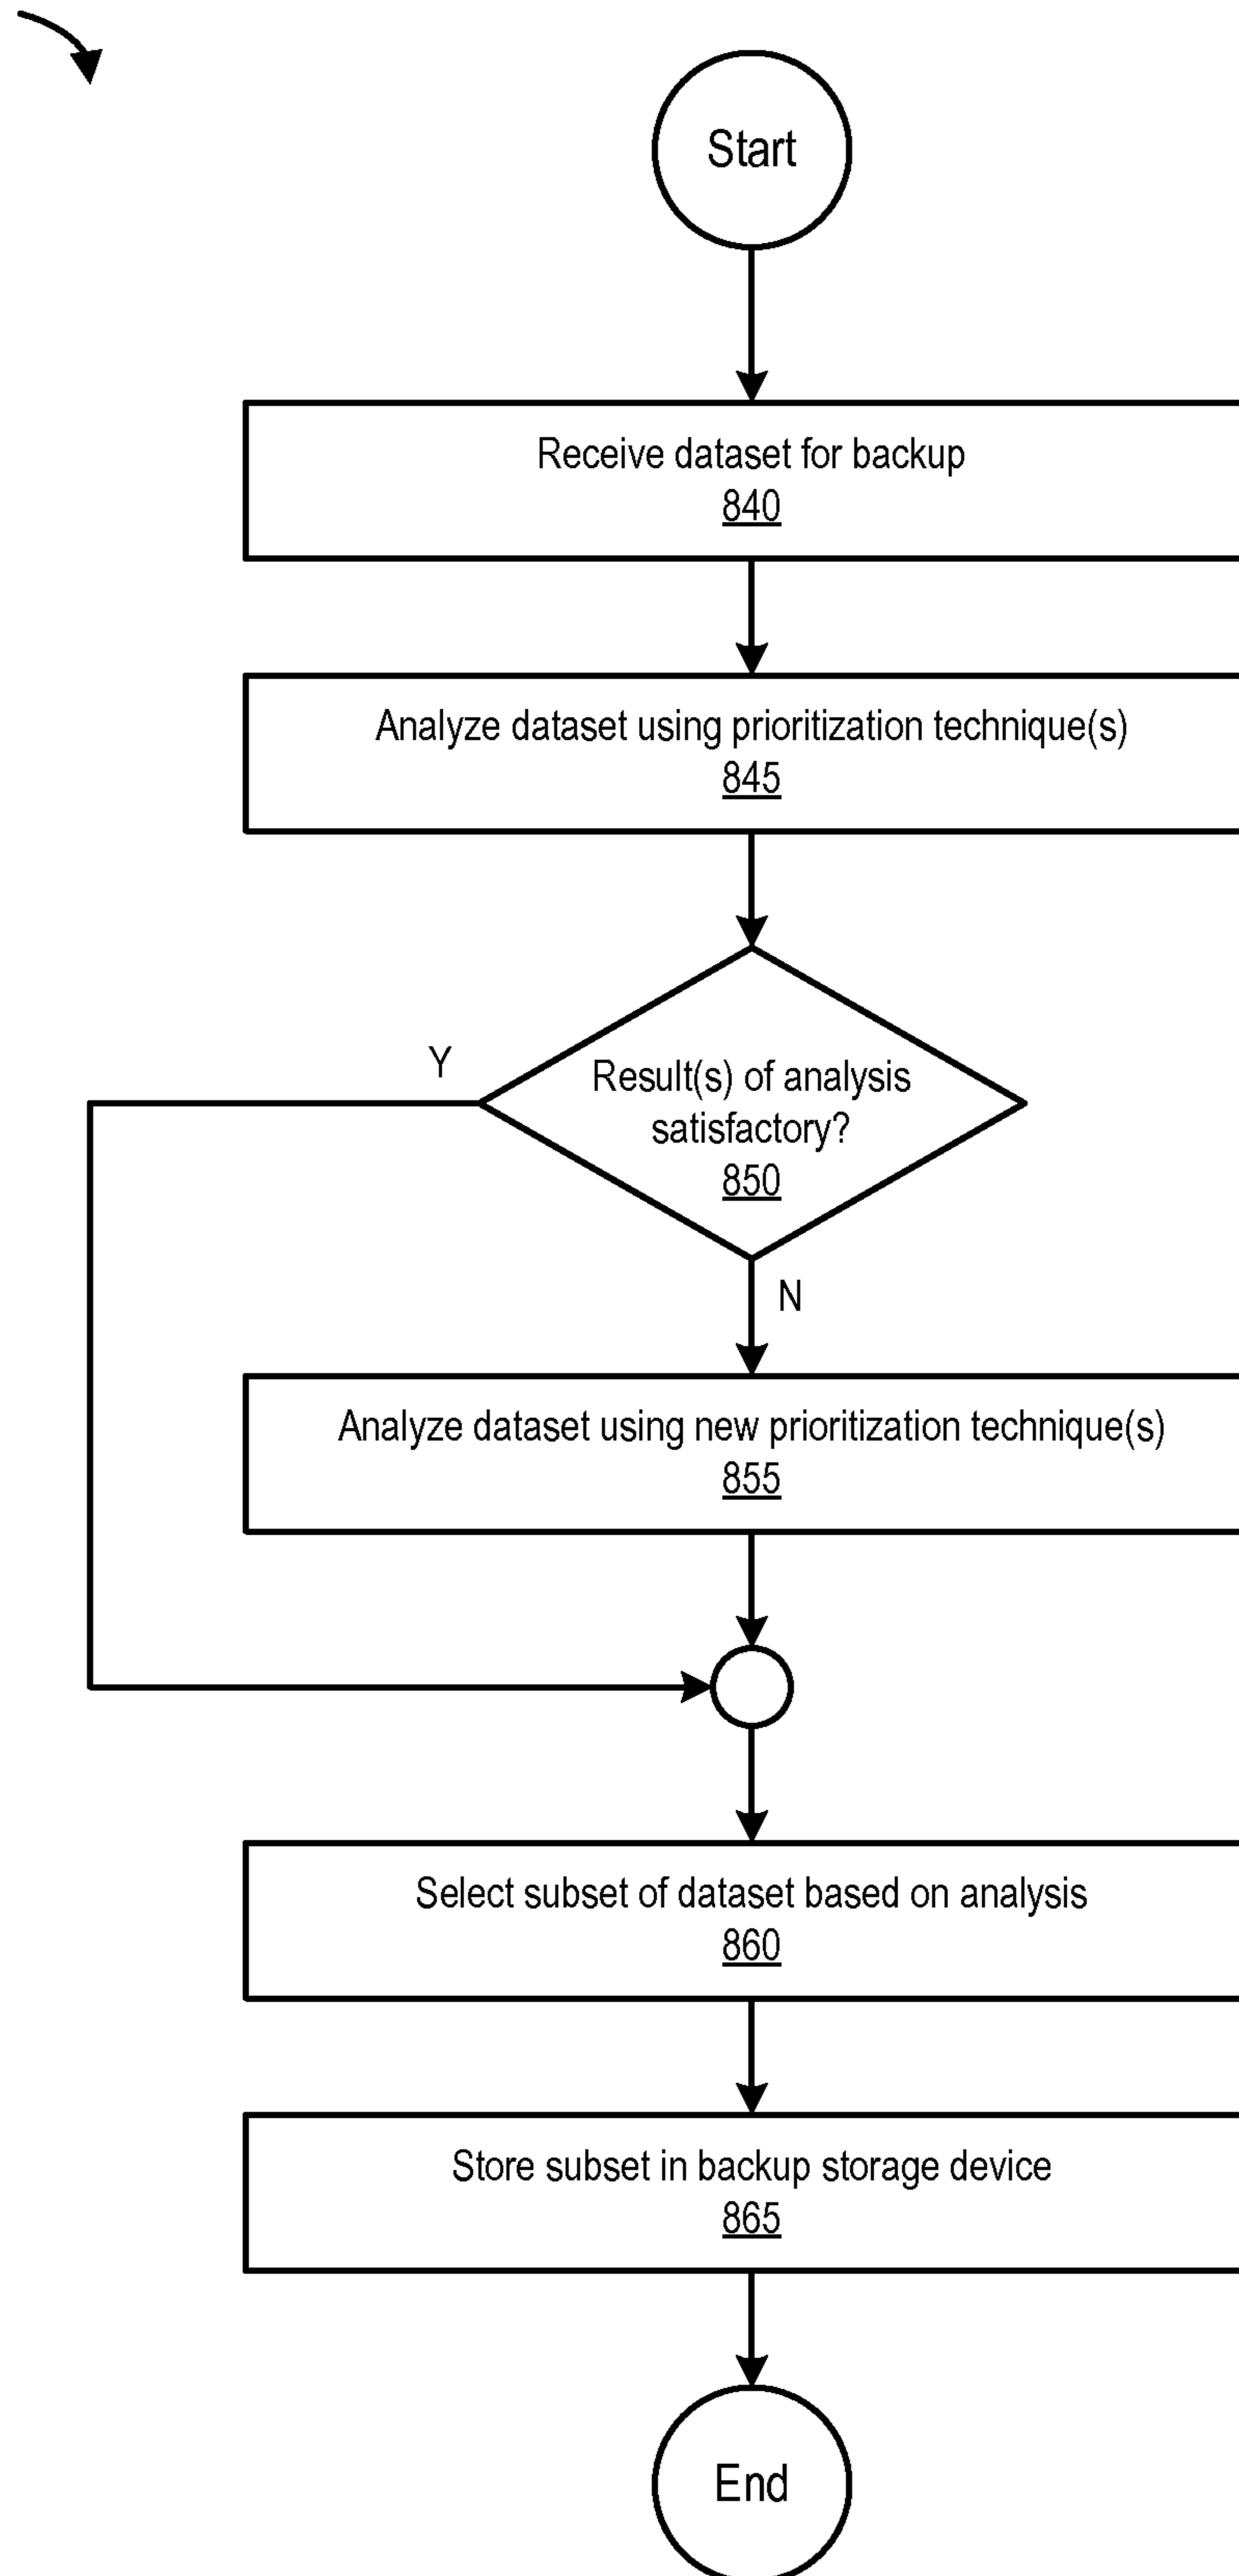 Start
Receive dataset for backup
840
Analyze dataset using prioritization technique(s)
845
Y
Result(s) of analysis
satisfactory?
850
N
Analyze dataset using new prioritization technique(s)
855
Select subset of dataset based on analysis
860
Store subset in backup storage device
865
End